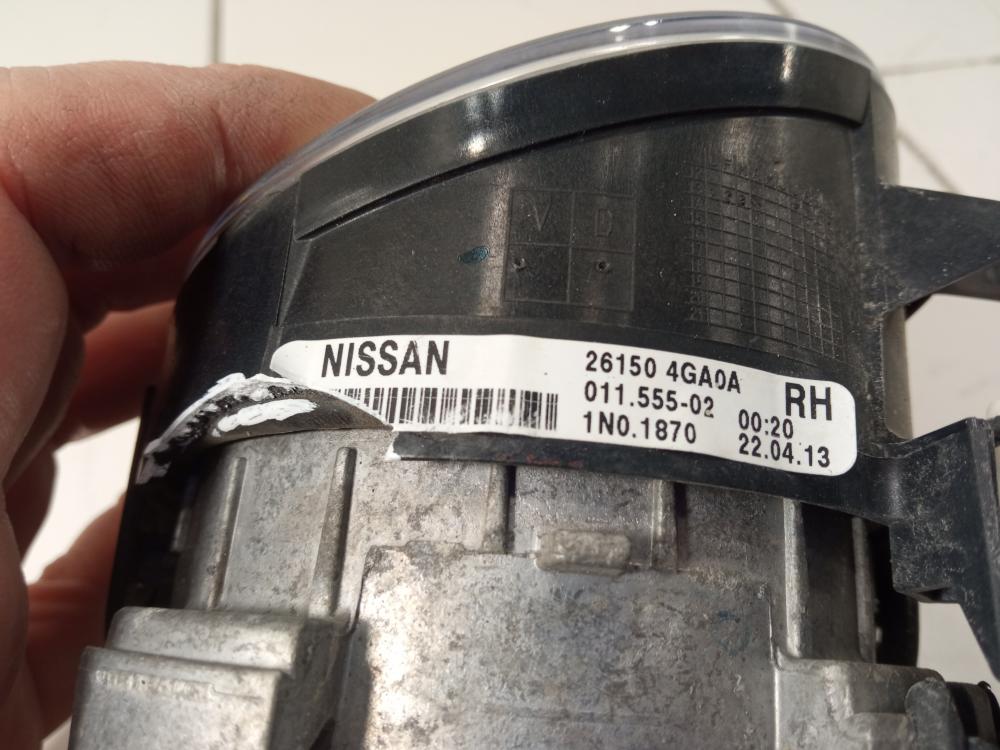 V D
NISSAN
26150 4GA0A
011.555-02
1N0.1870
RH
00:20
22.04.13